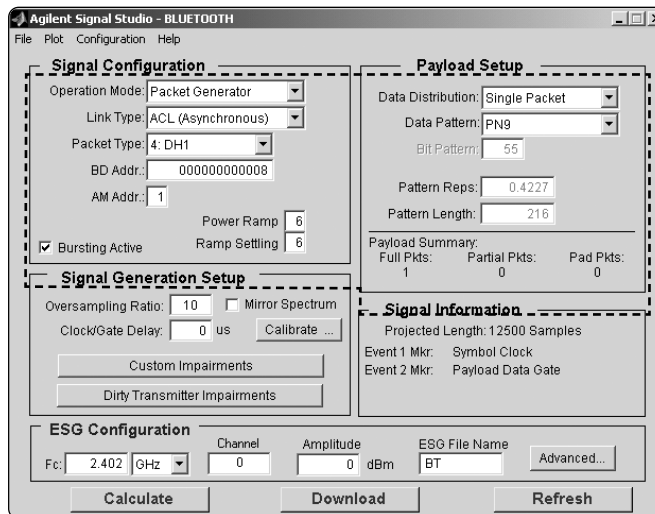 Agilent Signal Studio - BLUETOOTH
File Plot Configuration Help
Signal Configuration
Operation Mode: Packet Generator
Link Type: ACL (Asynchronous)
Packet Type: 4: DH1
BD Addr.: 000000000008
AM Addr.: 1
Power Ramp 6
Bursting Active Ramp Settling 6
Payload Setup
Data Distribution: Single Packet
Data Pattern: PN9
Bit Pattern: 55
Pattern Reps: 0.4227
Pattern Length: 216
Payload Summary:
Full Pkts: Partial Pkts: Pad Pkts:
1 0 0
Signal Generation Setup
Oversampling Ratio: 10 Mirror Spectrum
Clock/Gate Delay: 0 us Calibrate ...
Custom Impairments
Dirty Transmitter Impairments
Signal Information
Projected Length: 12500 Samples
Event 1 Mkr: Symbol Clock
Event 2 Mkr: Payload Data Gate
ESG Configuration
Channel Amplitude ESG File Name
Fc: 2.402 GHz 0 0 dBm BT Advanced...
Calculate Download Refresh